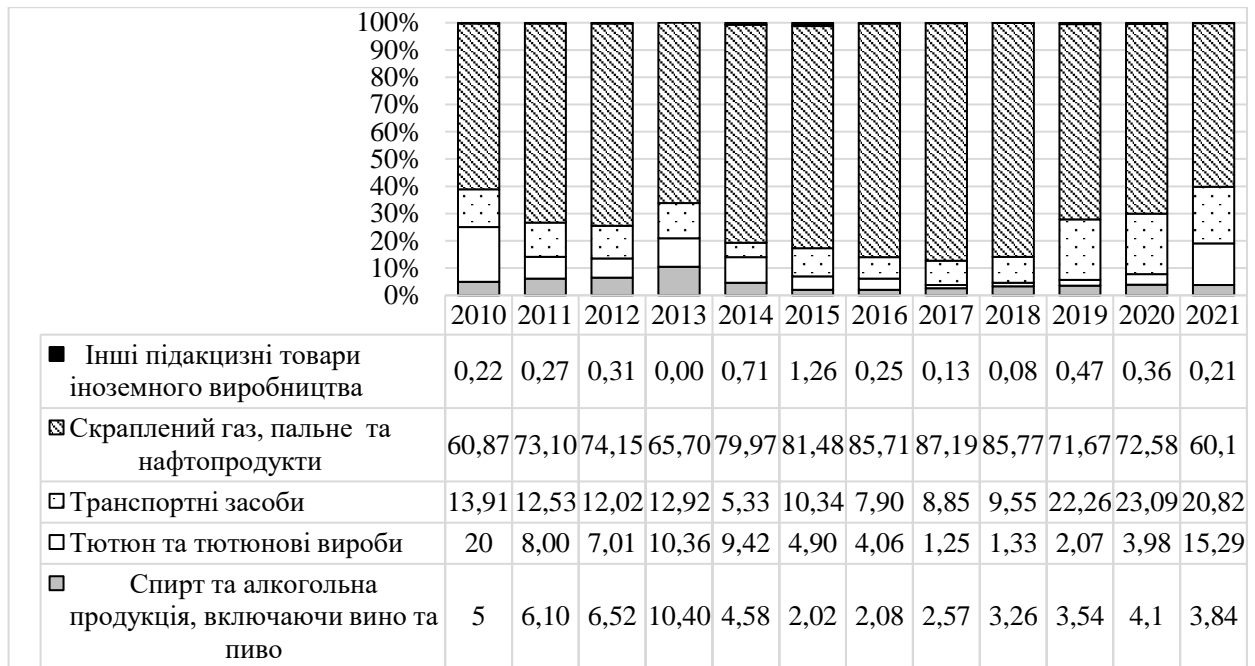 100%
90%
80%
70%
60%
50%
40%
30%
20%
10%
0%
2010 2011 2012 2013 2014 2015 2016 2017 2018 2019 2020 2021
Інші підакцизні товари
іноземного виробництва
0,22 0,27 0,31 0,00 0,71 1,26 0,25 0,13 0,08 0,47 0,36 0,21
Скраплений газ, пальне та
нафтопродукти
60,87 73,10 74,15 65,70 79,97 81,48 85,71 87,19 85,77 71,67 72,58 60,1
Транспортні засоби 13,91 12,53 12,02 12,92 5,33 10,34 7,90 8,85 9,55 22,26 23,09 20,82
Тютюн та тютюнові вироби 20 8,00 7,01 10,36 9,42 4,90 4,06 1,25 1,33 2,07 3,98 15,29
Спирт та алкогольна
продукція, включаючи вино та
пиво
5 6,10 6,52 10,40 4,58 2,02 2,08 2,57 3,26 3,54 4,1 3,84